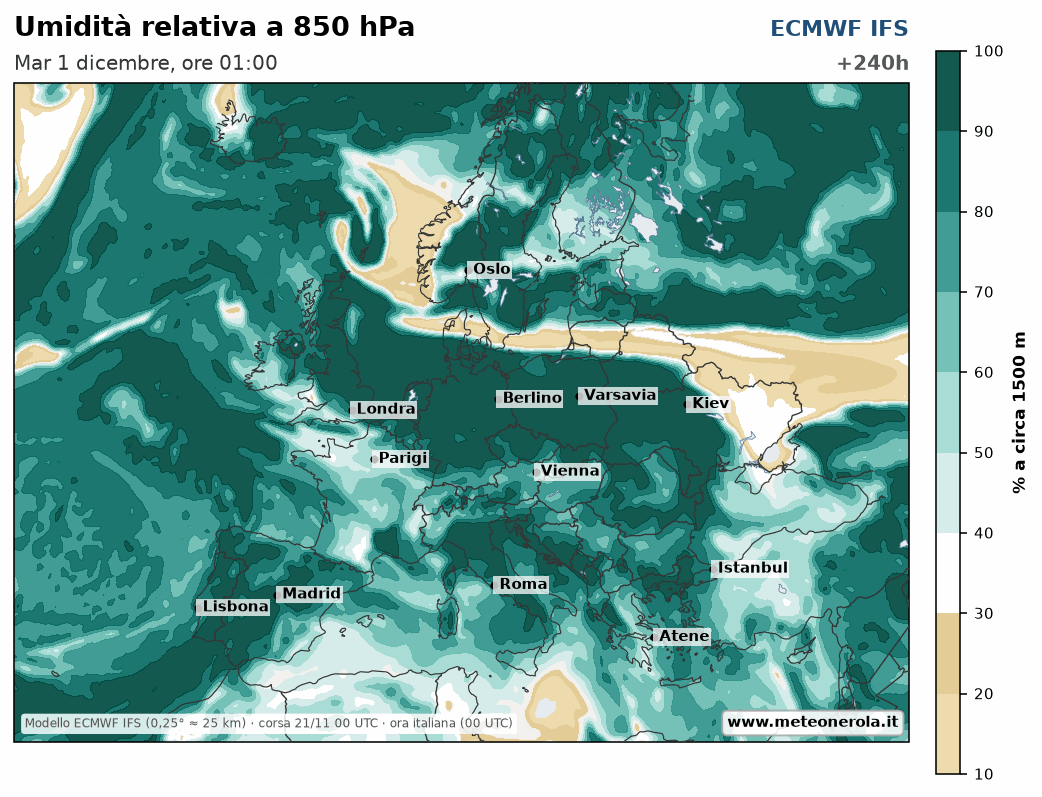 Umidità relativa a 850 hPa
ECMWF IFS
Mar 1 dicembre, ore 01:00
+240h
100
90
80
70
60
50
40
30
20
10
% a circa 1500 m
Oslo
Berlino
Varsavia
Kiev
Londra
Parigi
Vienna
Istanbul
Roma
Madrid
Lisbona
Atene
Modello ECMWF IFS (0,25° ≈ 25 km) · corsa 21/11 00 UTC · ora italiana (00 UTC)
www.meteonerola.it